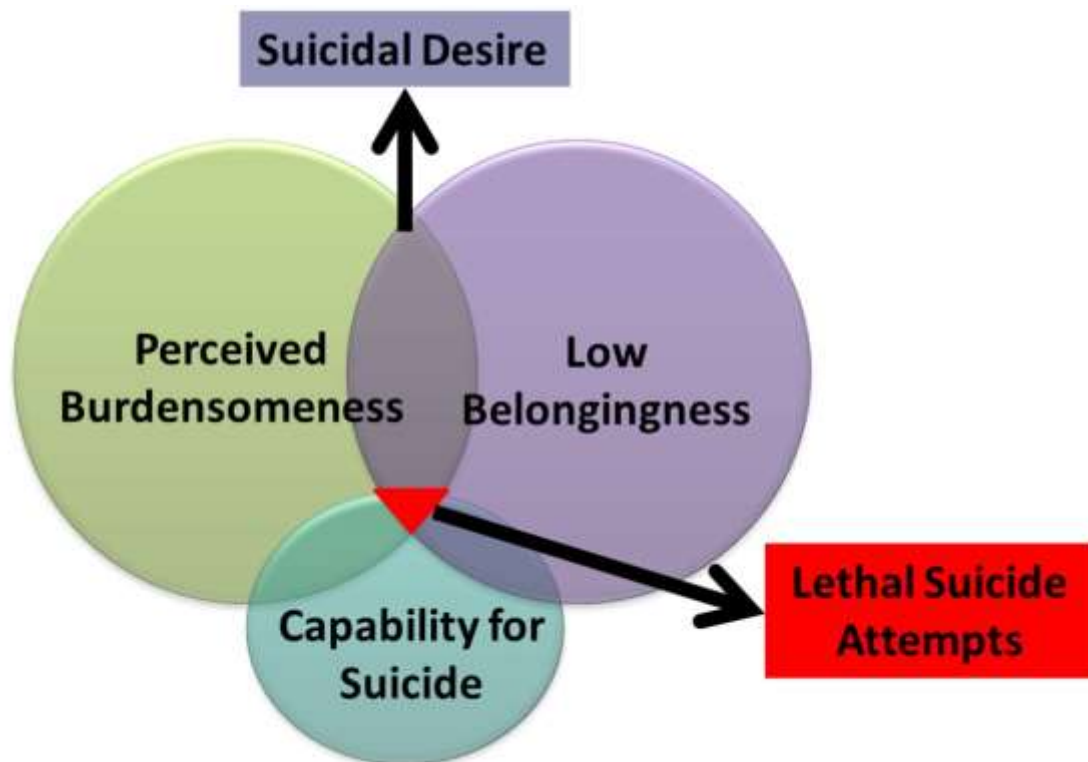 Suicidal Desire
Perceived
Burdensomeness
Low
Belongingness
Capability for
Suicide
Lethal Suicide
Attempts